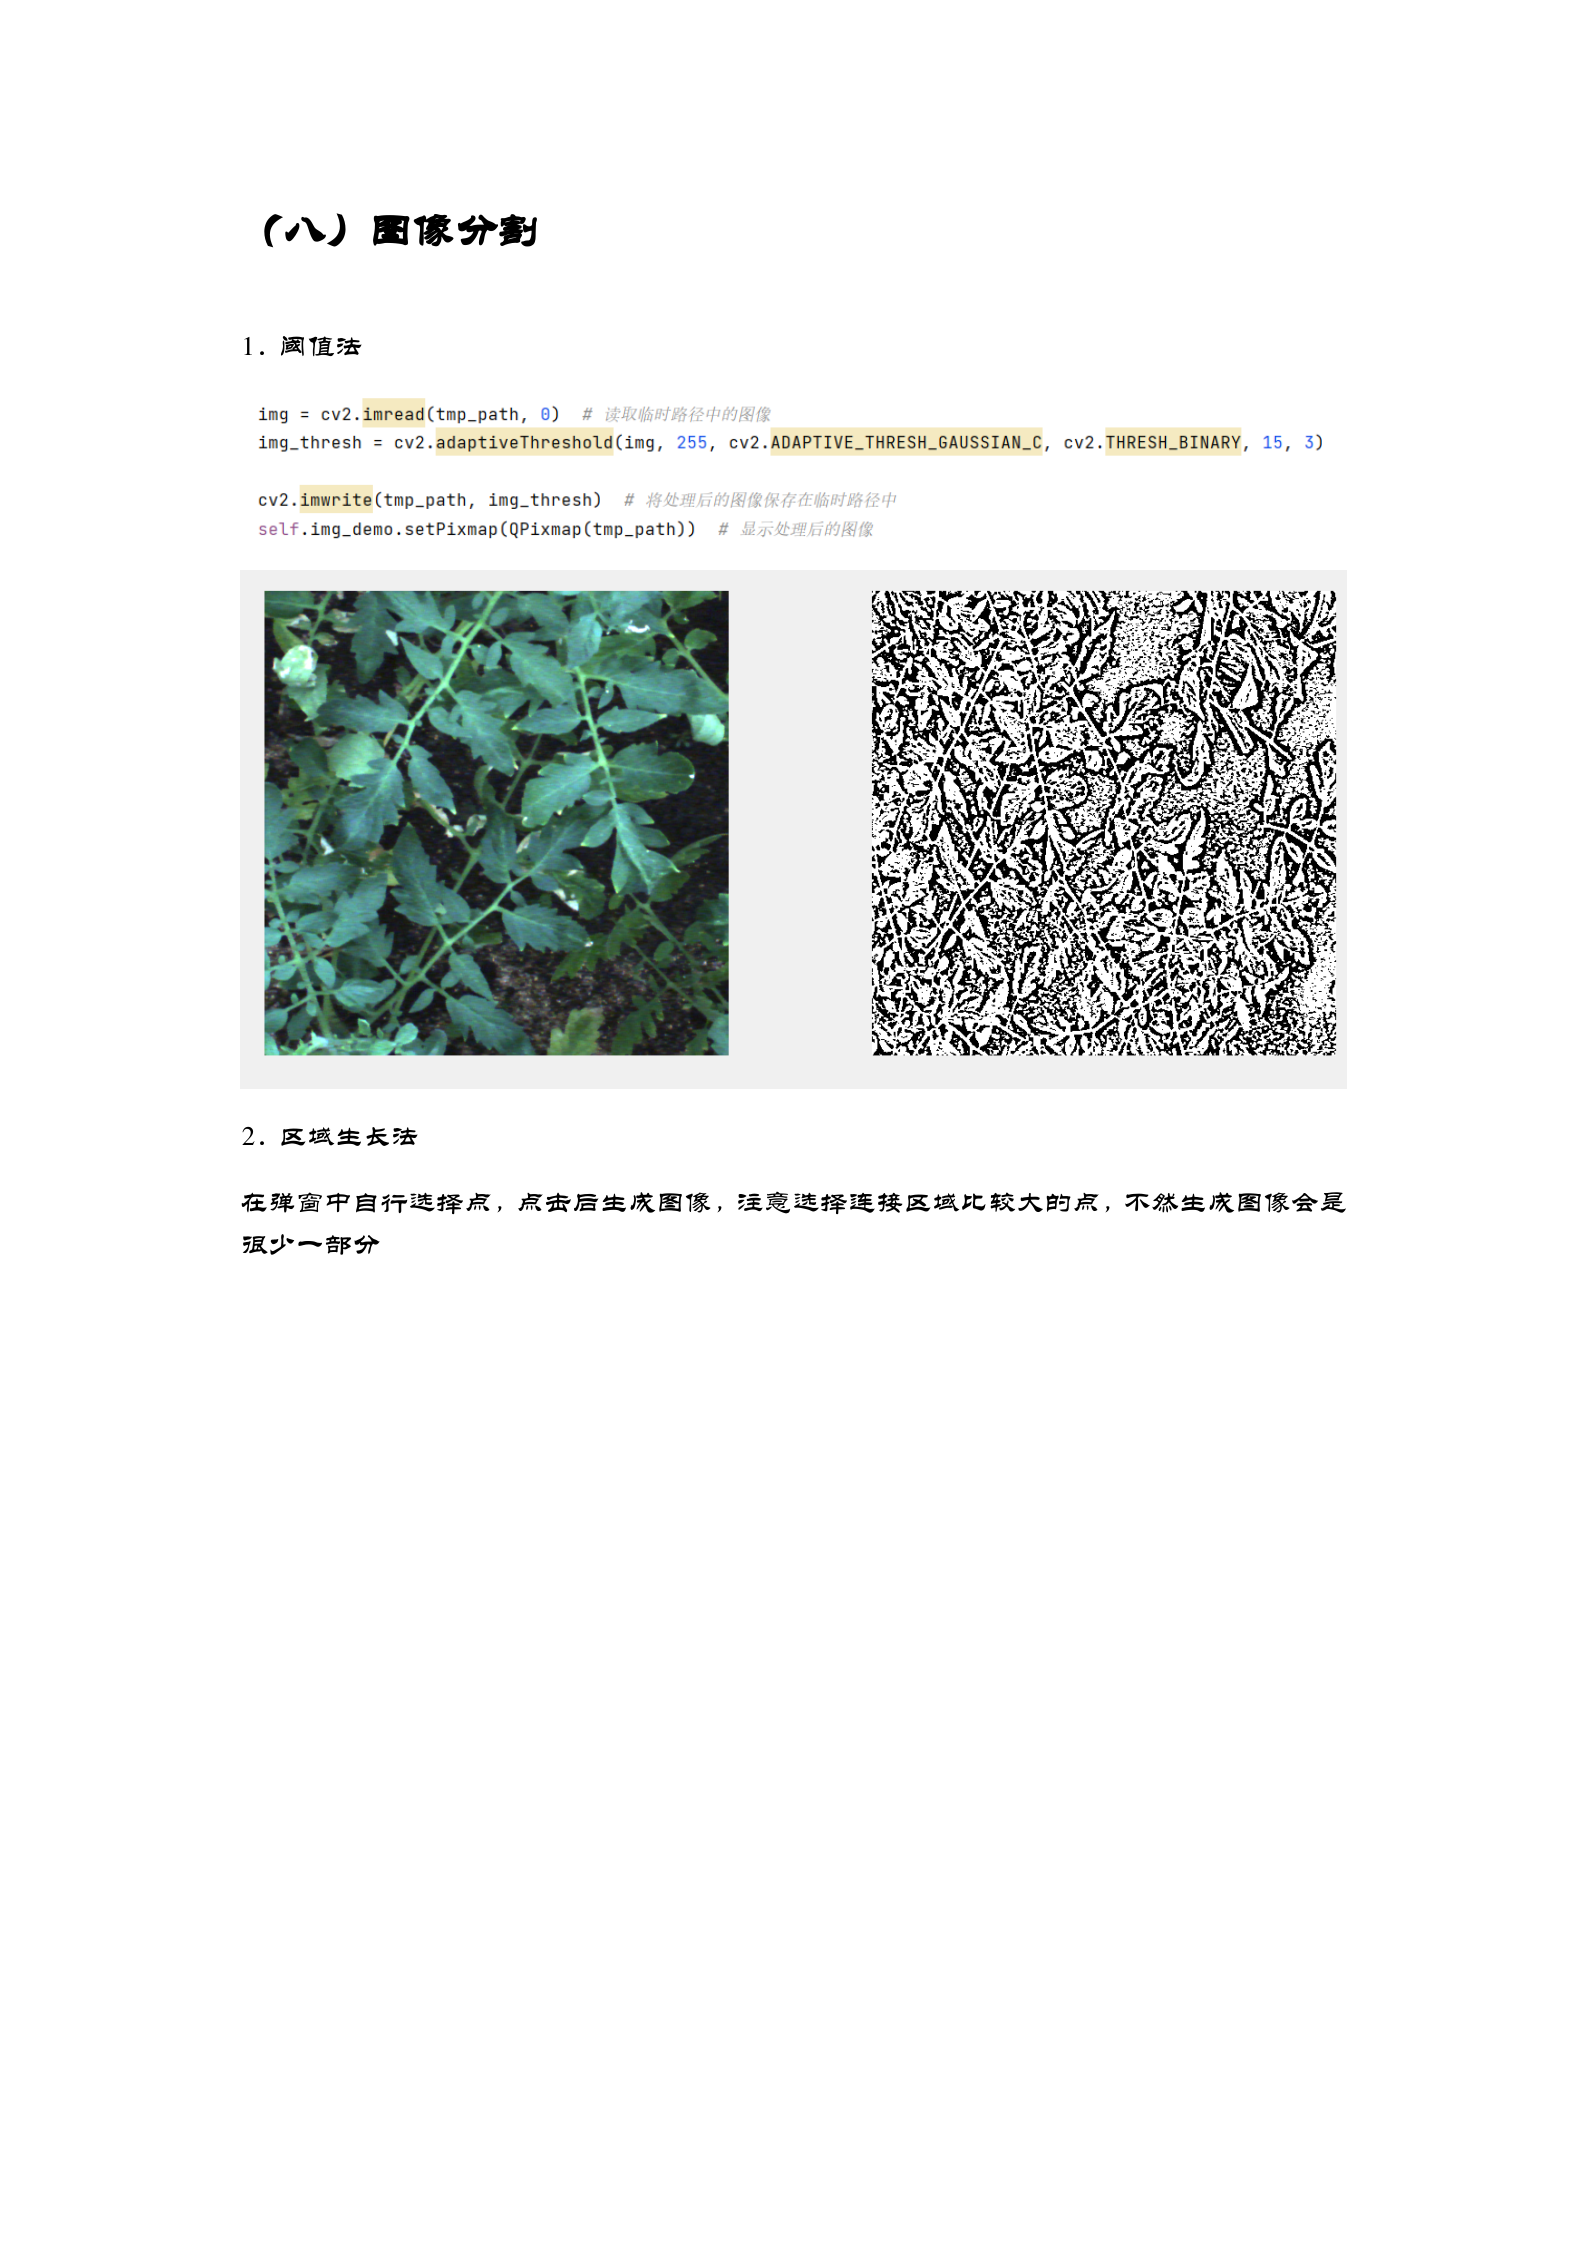 （八）图像分割
1. 阈值法
img = cv2.imread(tmp_path, 0)  # 读取临时路径中的图像
img_thresh = cv2.adaptiveThreshold(img, 255, cv2.ADAPTIVE_THRESH_GAUSSIAN_C, cv2.THRESH_BINARY, 15, 3)
cv2.imwrite(tmp_path, img_thresh)  # 将处理后的图像保存在临时路径中
self.img_demo.setPixmap(QPixmap(tmp_path))  # 显示处理后的图像
2. 区域生长法
在弹窗中自行选择点，点击后生成图像，注意选择连接区域比较大的点，不然生成图像会是
很少一部分